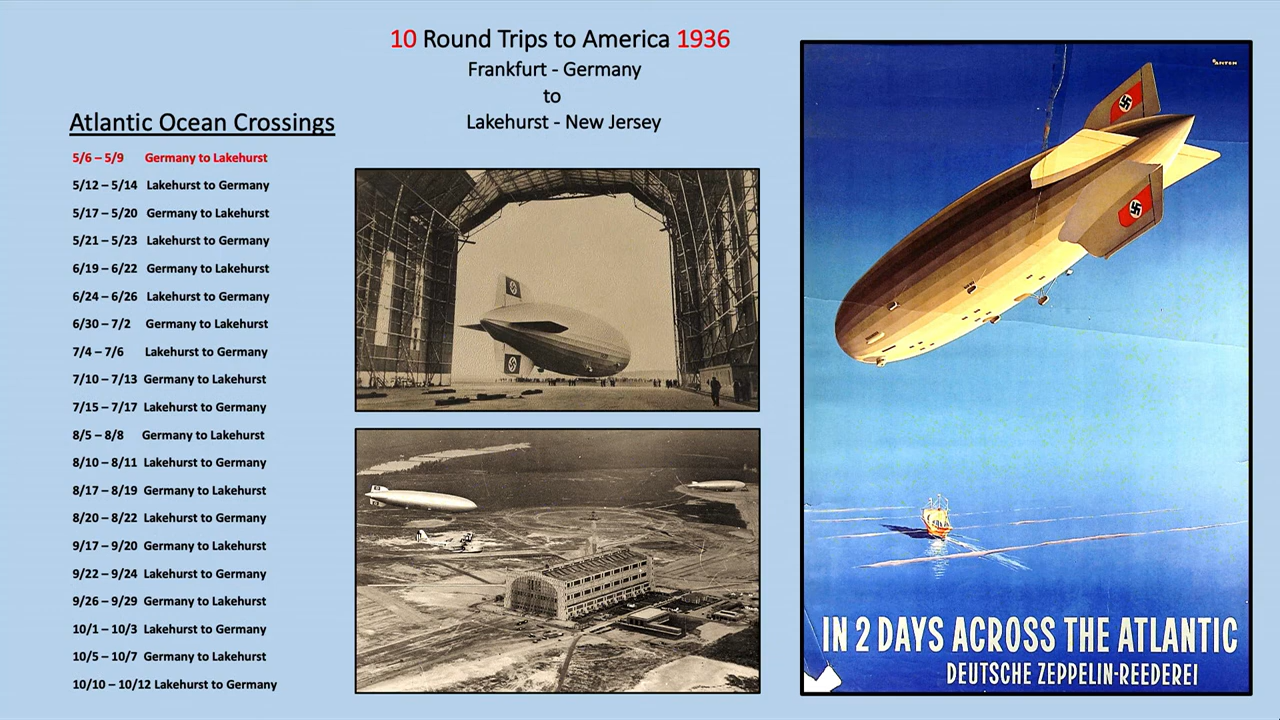 10 Round Trips to America 1936
Frankfurt - Germany
to
Lakehurst - New Jersey
Atlantic Ocean Crossings
5/6 – 5/9 Germany to Lakehurst
5/12 – 5/14 Lakehurst to Germany
5/17 – 5/20 Germany to Lakehurst
5/21 – 5/23 Lakehurst to Germany
6/19 – 6/22 Germany to Lakehurst
6/24 – 6/26 Lakehurst to Germany
6/30 – 7/2 Germany to Lakehurst
7/4 – 7/6 Lakehurst to Germany
7/10 – 7/13 Germany to Lakehurst
7/15 – 7/17 Lakehurst to Germany
8/5 – 8/8 Germany to Lakehurst
8/10 – 8/11 Lakehurst to Germany
8/17 – 8/19 Germany to Lakehurst
8/20 – 8/22 Lakehurst to Germany
9/17 – 9/20 Germany to Lakehurst
9/22 – 9/24 Lakehurst to Germany
9/26 – 9/29 Germany to Lakehurst
10/1 – 10/3 Lakehurst to Germany
10/5 – 10/7 Germany to Lakehurst
10/10 – 10/12 Lakehurst to Germany
ANTON
IN 2 DAYS ACROSS THE ATLANTIC
DEUTSCHE ZEPPELIN-REEDEREI